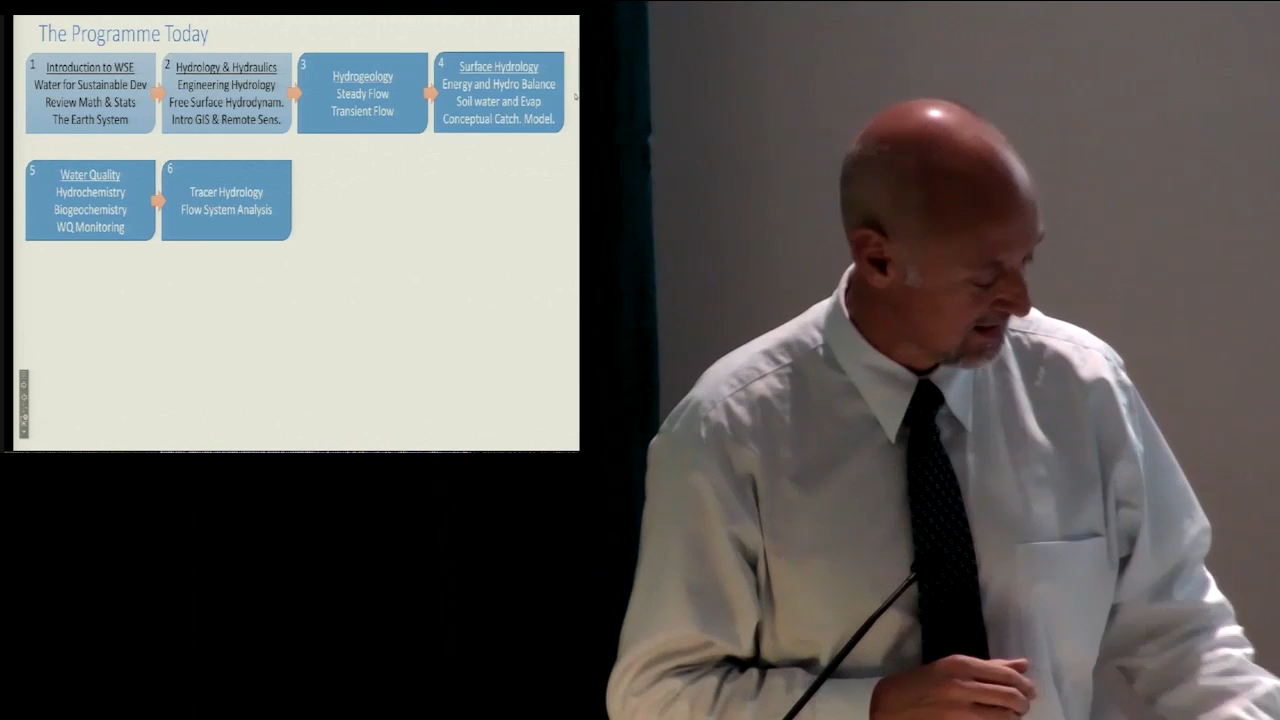 The Programme Today
1
Introduction to WSE
Water for Sustainable Dev
Review Math & Stats
The Earth System
2
Hydrology & Hydraulics
Engineering Hydrology
Free Surface Hydrodynam.
Intro GIS & Remote Sens.
3
Hydrogeology
Steady Flow
Transient Flow
4
Surface Hydrology
Energy and Hydro Balance
Soil water and Evap
Conceptual Catch. Model.
5
Water Quality
Hydrochemistry
Biogeochemistry
WQ Monitoring
6
Tracer Hydrology
Flow System Analysis